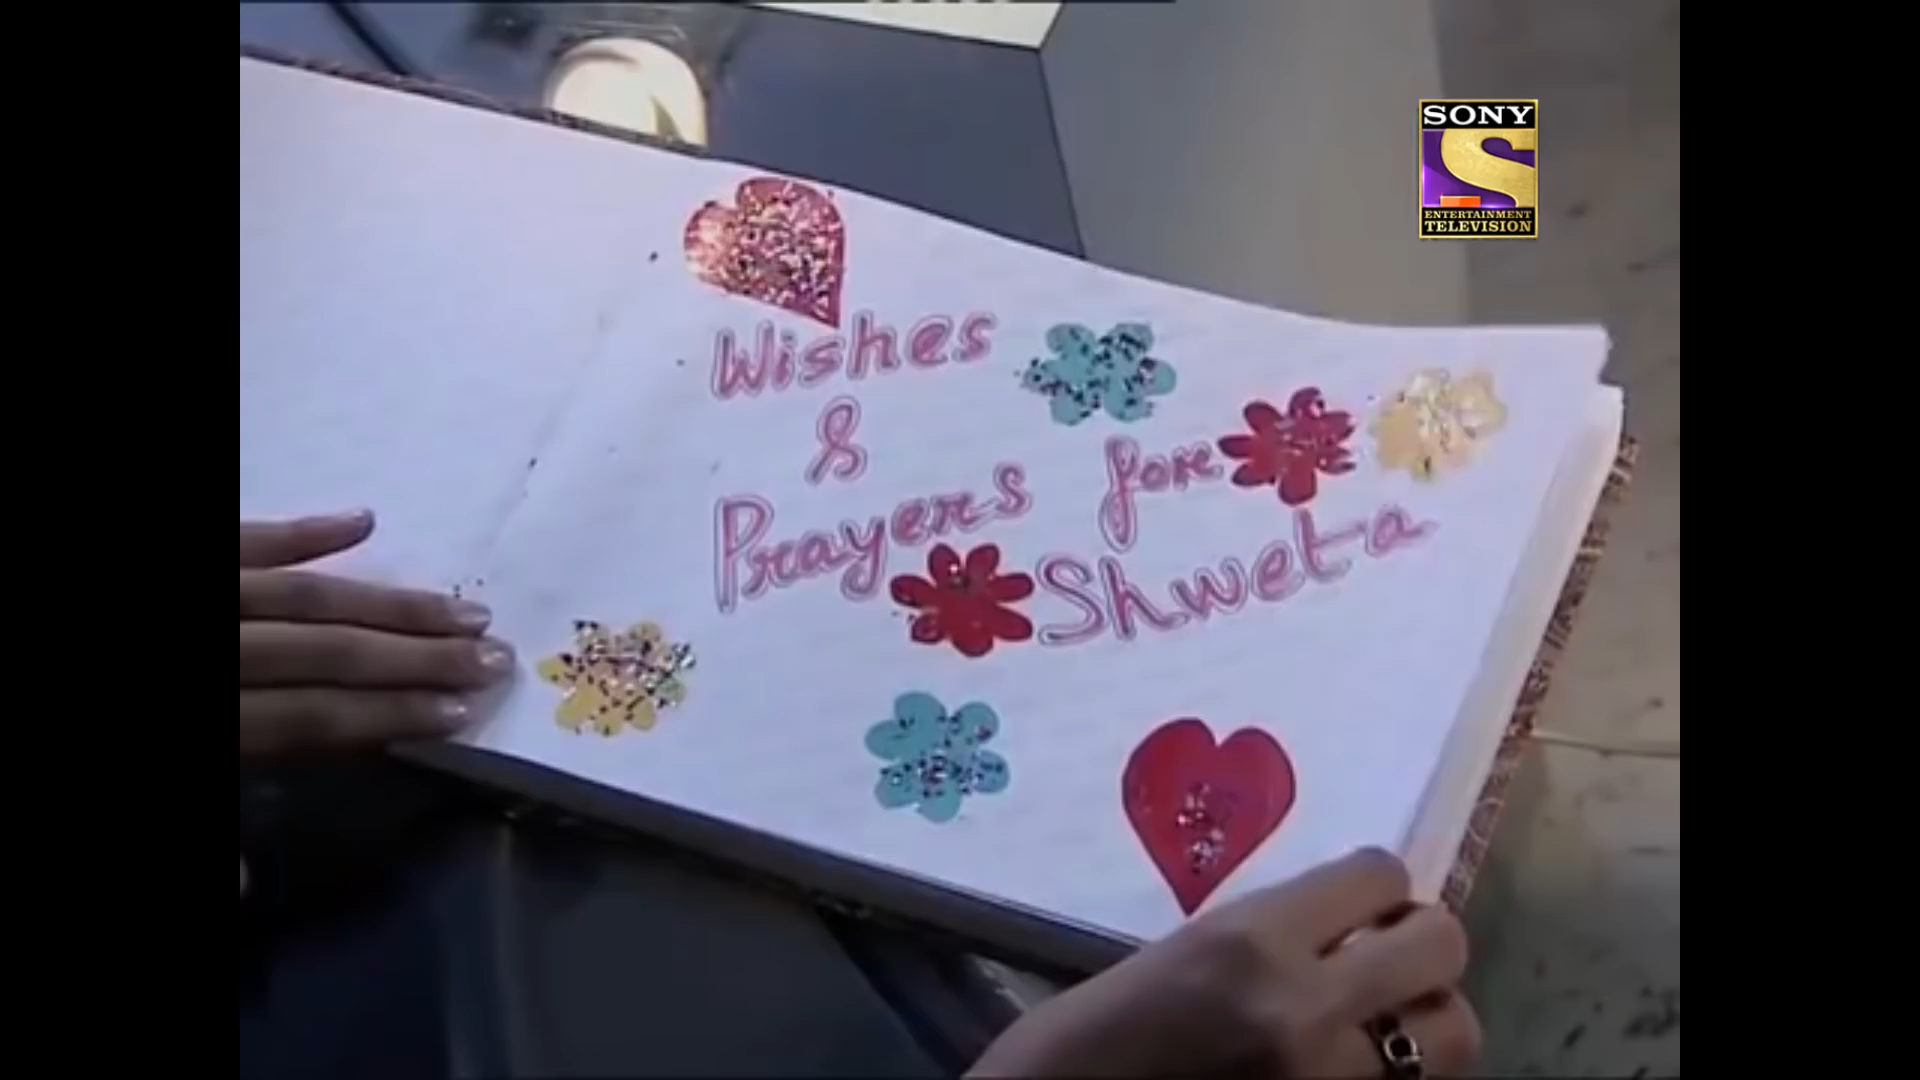 SONY
ENTERTAINMENT
TELEVISION
Wishes
&
Prayers for
Shweta